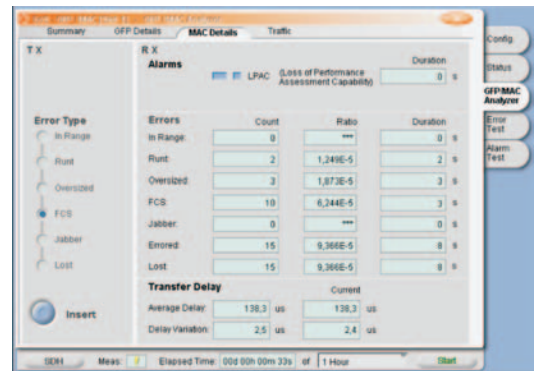 Summary GFP Details MAC Details Traffic
TX RX
Alarms Duration
LPAC (Loss of Performance Assessment Capability) 0 s
Error Type Errors Count Ratio Duration
In Range In Range: 0 *** 0 s
Runt Runt: 2 1,249E-5 2 s
Oversized Oversized: 3 1,873E-5 3 s
FCS FCS: 10 6,244E-5 3 s
Jabber Jabber: 0 *** 0 s
Errored: 15 9,366E-5 8 s
Lost Lost: 15 9,366E-5 8 s
Transfer Delay Current
Average Delay: 138,3 us 138,3 us
Insert
Delay Variation: 2,5 us 2,4 us
SDH Meas: Elapsed Time: 00d 00h 00m 33s of 1 Hour Start
Config
Status
GFP/MAC Analyzer
Error Test
Alarm Test